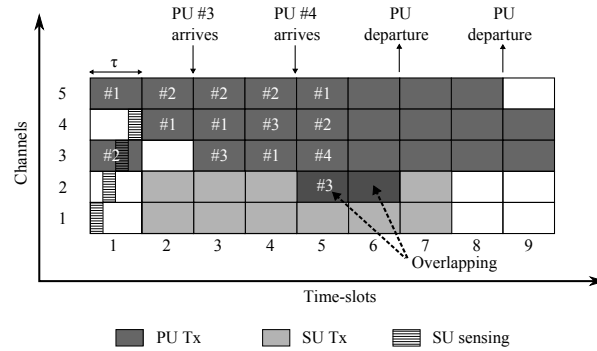 PU #3
arrives
PU #4
arrives
PU
departure
PU
departure
τ
Channels
5 #1 #2 #2 #2 #1
4 #1 #1 #3 #2
3 #2 #3 #1 #4
2 #3
1
1 2 3 4 5 6 7 8 9
Overlapping
Time-slots
PU Tx SU Tx SU sensing